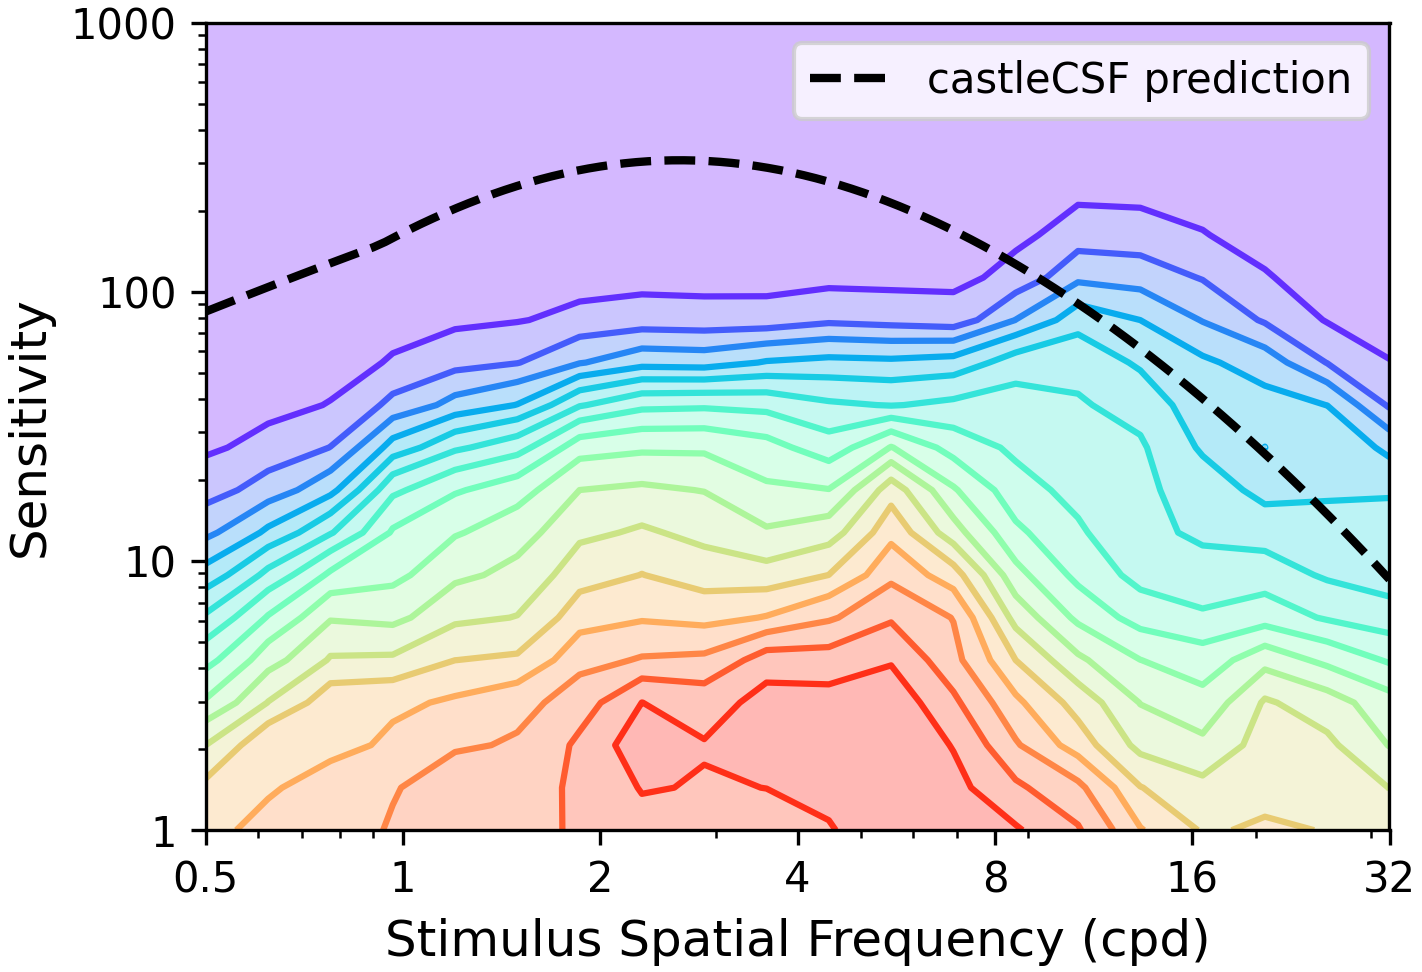 1000
100
10
1
Sensitivity
castleCSF prediction
0.5 1 2 4 8 16 32
Stimulus Spatial Frequency (cpd)